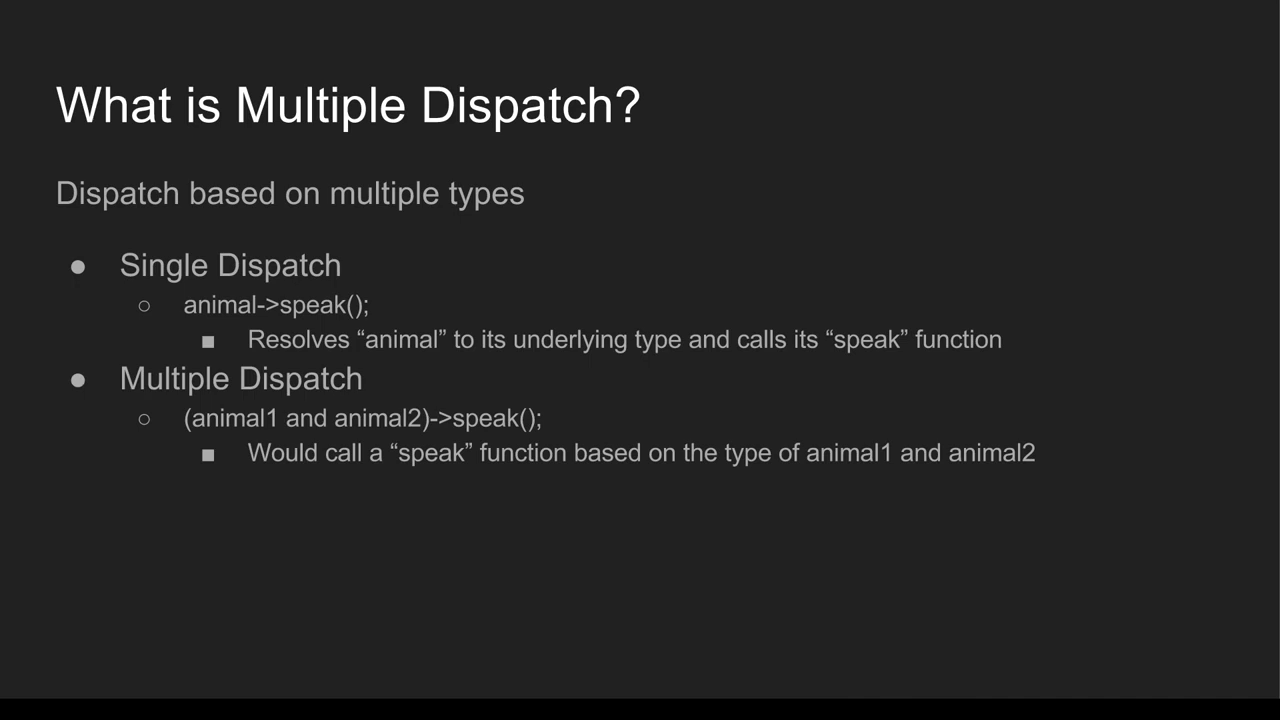 What is Multiple Dispatch?
Dispatch based on multiple types
● Single Dispatch
○ animal->speak();
■ Resolves “animal” to its underlying type and calls its “speak” function
● Multiple Dispatch
○ (animal1 and animal2)->speak();
■ Would call a “speak” function based on the type of animal1 and animal2